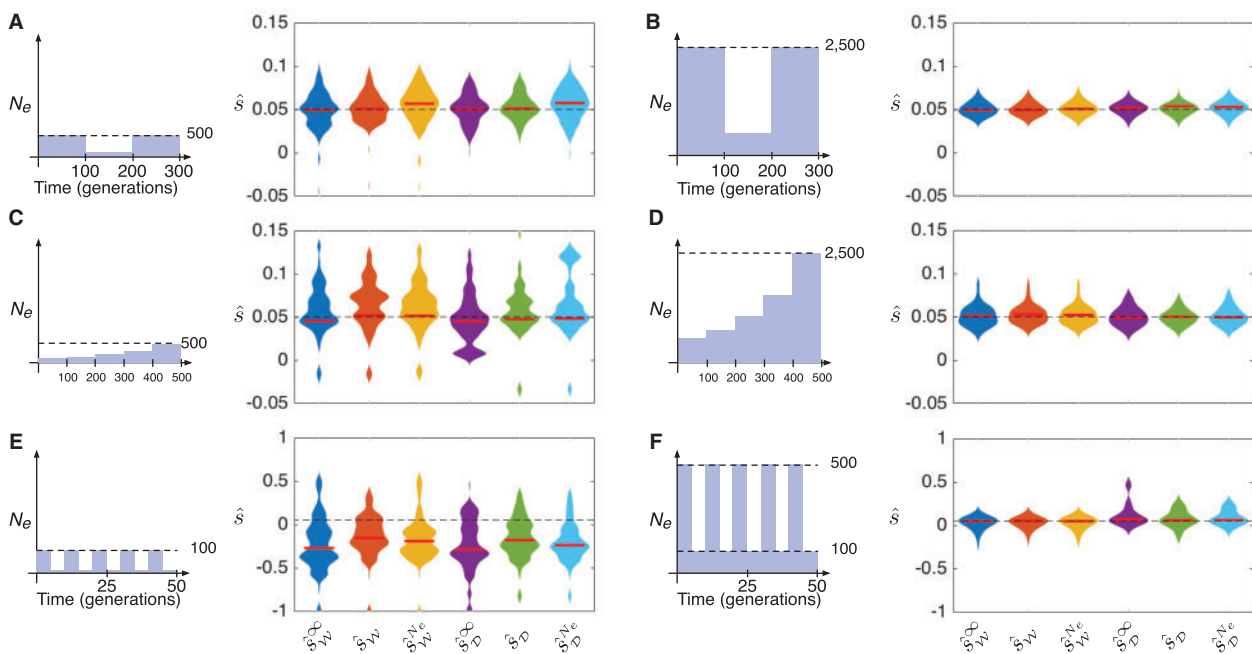 A
N_e
500
100 200 300
Time (generations)
0.15
0.1
ŝ 0.05
0
-0.05
B
N_e
2,500
100 200 300
Time (generations)
0.15
0.1
ŝ 0.05
0
-0.05
C
N_e
500
100 200 300 400 500
0.15
0.1
ŝ 0.05
0
-0.05
D
N_e
2,500
100 200 300 400 500
0.15
0.1
ŝ 0.05
0
-0.05
E
N_e
100
25 50
Time (generations)
1
0.5
ŝ 0
-0.5
-1
ŝ_W^∞ ŝ_W ŝ_W^{N_e} ŝ_D^∞ ŝ_D ŝ_D^{N_e}
F
N_e
500
100
25 50
Time (generations)
1
0.5
ŝ 0
-0.5
-1
ŝ_W^∞ ŝ_W ŝ_W^{N_e} ŝ_D^∞ ŝ_D ŝ_D^{N_e}